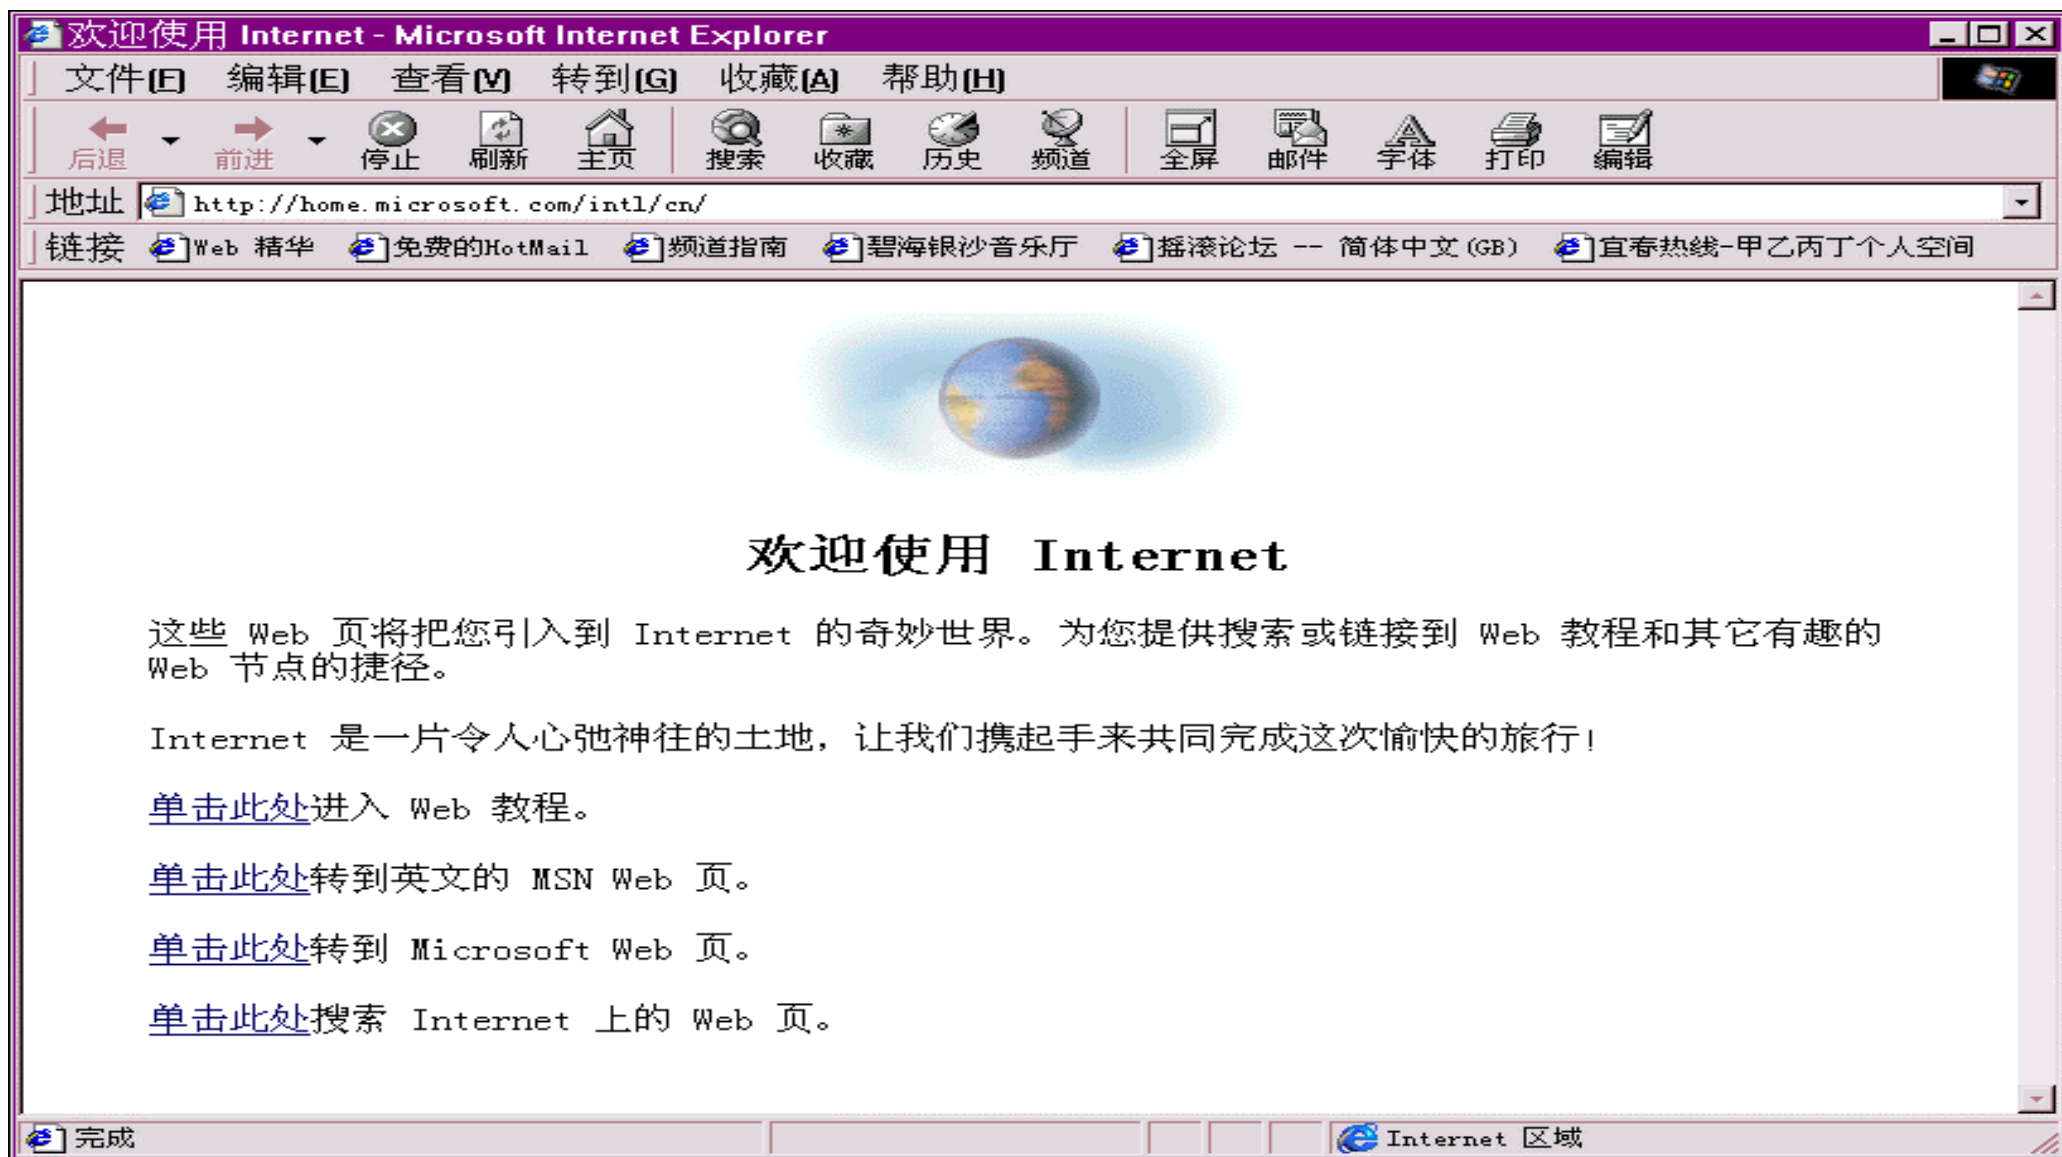 欢迎使用 Internet - Microsoft Internet Explorer
文件(F) 编辑(E) 查看(V) 转到(G) 收藏(A) 帮助(H)
后退 前进 停止 刷新 主页 搜索 收藏 历史 频道 全屏 邮件 字体 打印 编辑
地址 http://home.microsoft.com/intl/cn/
链接 Web 精华 免费的HotMail 频道指南 碧海银沙音乐厅 摇滚论坛 -- 简体中文(GB) 宜春热线-甲乙丙丁个人空间
欢迎使用 Internet
这些 Web 页将把您引入到 Internet 的奇妙世界。为您提供搜索或链接到 Web 教程和其它有趣的
Web 节点的捷径。
Internet 是一片令人心弛神往的土地，让我们携起手来共同完成这次愉快的旅行!
单击此处进入 Web 教程。
单击此处转到英文的 MSN Web 页。
单击此处转到 Microsoft Web 页。
单击此处搜索 Internet 上的 Web 页。
完成 Internet 区域